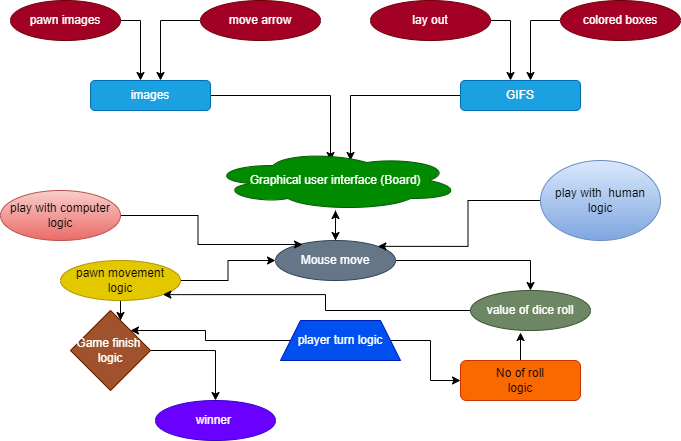 pawn images
move arrow
lay out
colored boxes
images
GIFS
Graphical user interface (Board)
play with computer
logic
play with  human
logic
Mouse move
pawn movement
logic
value of dice roll
Game finish
logic
player turn logic
No of roll
logic
winner